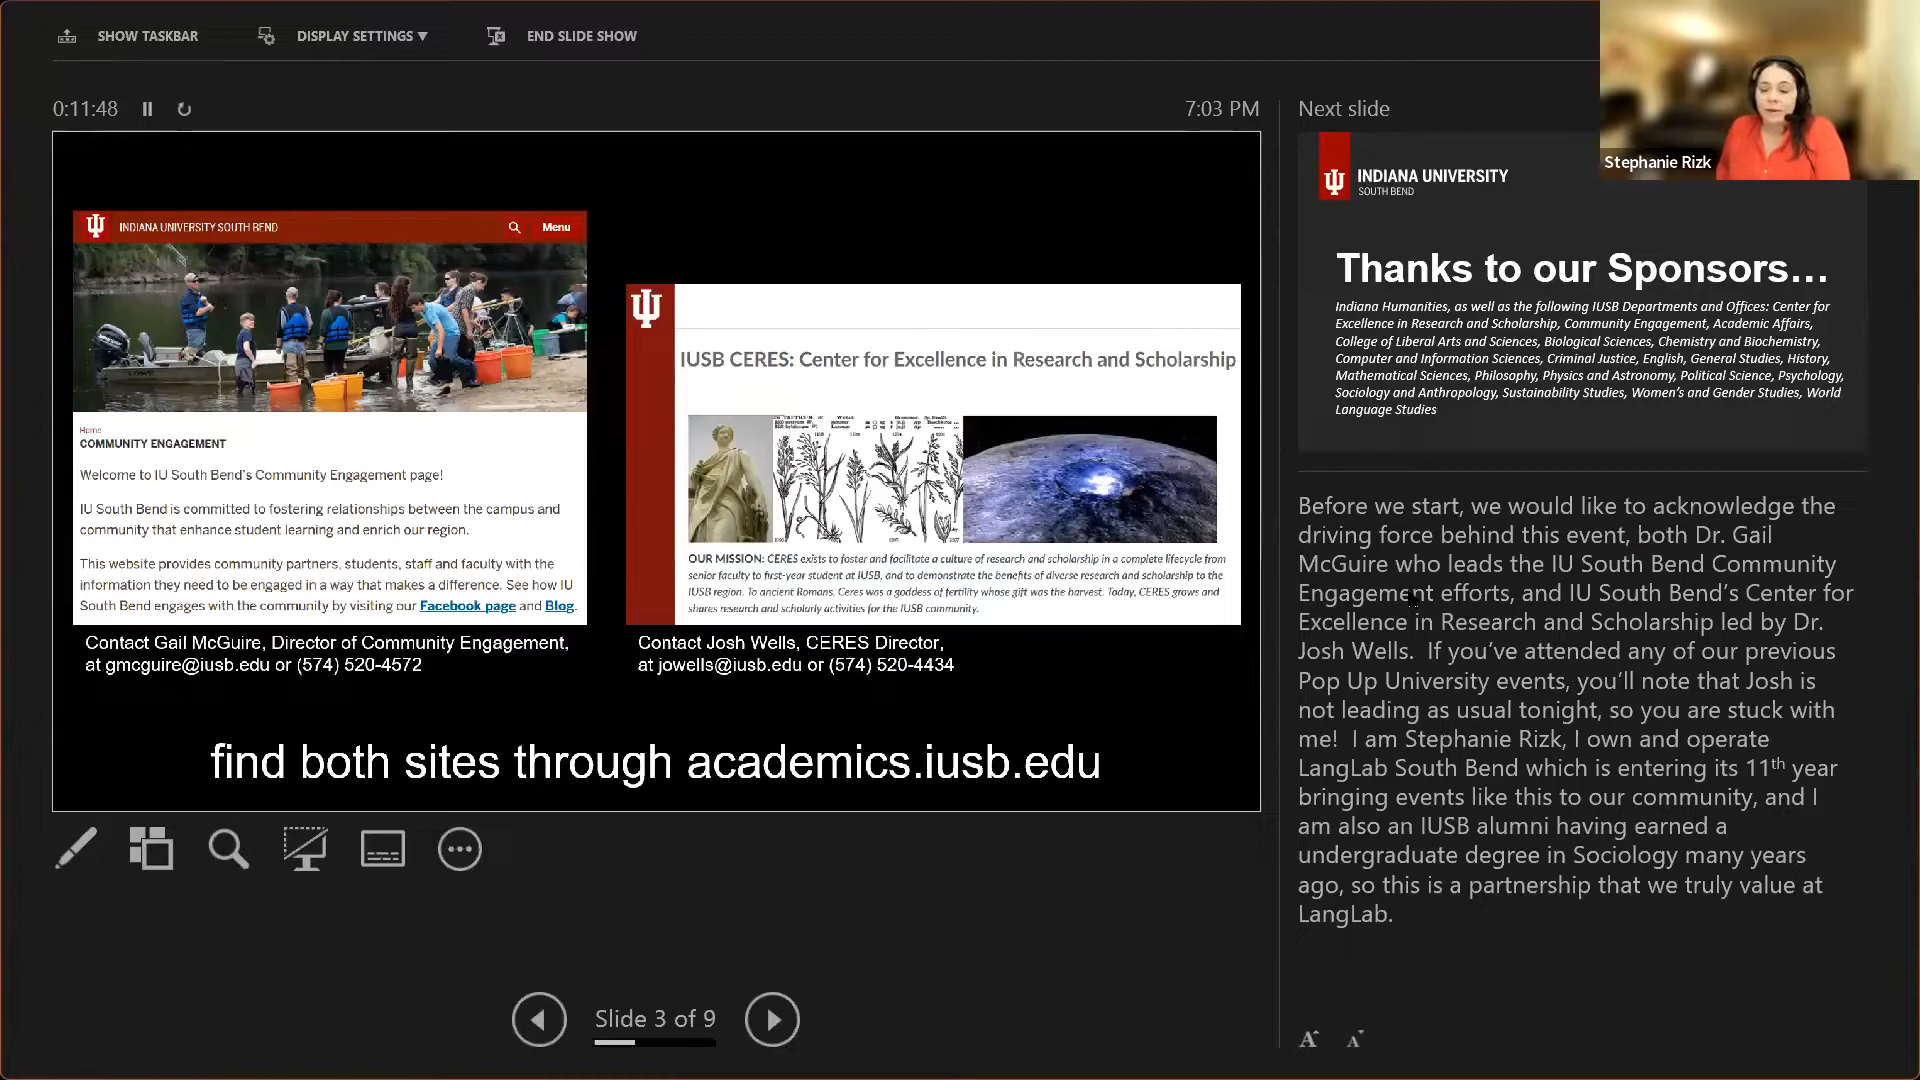 SHOW TASKBAR
DISPLAY SETTINGS ▼
END SLIDE SHOW
0:11:48
7:03 PM
INDIANA UNIVERSITY SOUTH BEND
Menu
Home
COMMUNITY ENGAGEMENT
Welcome to IU South Bend's Community Engagement page!
IU South Bend is committed to fostering relationships between the campus and
community that enhance student learning and enrich our region.
This website provides community partners, students, staff and faculty with the
information they need to be engaged in a way that makes a difference. See how IU
South Bend engages with the community by visiting our Facebook page and Blog.
Contact Gail McGuire, Director of Community Engagement,
at gmcguire@iusb.edu or (574) 520-4572
IUSB CERES: Center for Excellence in Research and Scholarship
OUR MISSION: CERES exists to foster and facilitate a culture of research and scholarship in a complete lifecycle from
senior faculty to first-year student at IUSB, and to demonstrate the benefits of diverse research and scholarship to the
IUSB region. To ancient Romans, Ceres was a goddess of fertility whose gift was the harvest. Today, CERES grows and
shares research and scholarly activities for the IUSB community.
Contact Josh Wells, CERES Director,
at jowells@iusb.edu or (574) 520-4434
find both sites through academics.iusb.edu
Slide 3 of 9
Next slide
Stephanie Rizk
INDIANA UNIVERSITY
SOUTH BEND
Thanks to our Sponsors...
Indiana Humanities, as well as the following IUSB Departments and Offices: Center for
Excellence in Research and Scholarship, Community Engagement, Academic Affairs,
College of Liberal Arts and Sciences, Biological Sciences, Chemistry and Biochemistry,
Computer and Information Sciences, Criminal Justice, English, General Studies, History,
Mathematical Sciences, Philosophy, Physics and Astronomy, Political Science, Psychology,
Sociology and Anthropology, Sustainability Studies, Women's and Gender Studies, World
Language Studies
Before we start, we would like to acknowledge the
driving force behind this event, both Dr. Gail
McGuire who leads the IU South Bend Community
Engagement efforts, and IU South Bend's Center for
Excellence in Research and Scholarship led by Dr.
Josh Wells.  If you've attended any of our previous
Pop Up University events, you'll note that Josh is
not leading as usual tonight, so you are stuck with
me!  I am Stephanie Rizk, I own and operate
LangLab South Bend which is entering its 11th year
bringing events like this to our community, and I
am also an IUSB alumni having earned a
undergraduate degree in Sociology many years
ago, so this is a partnership that we truly value at
LangLab.
A A